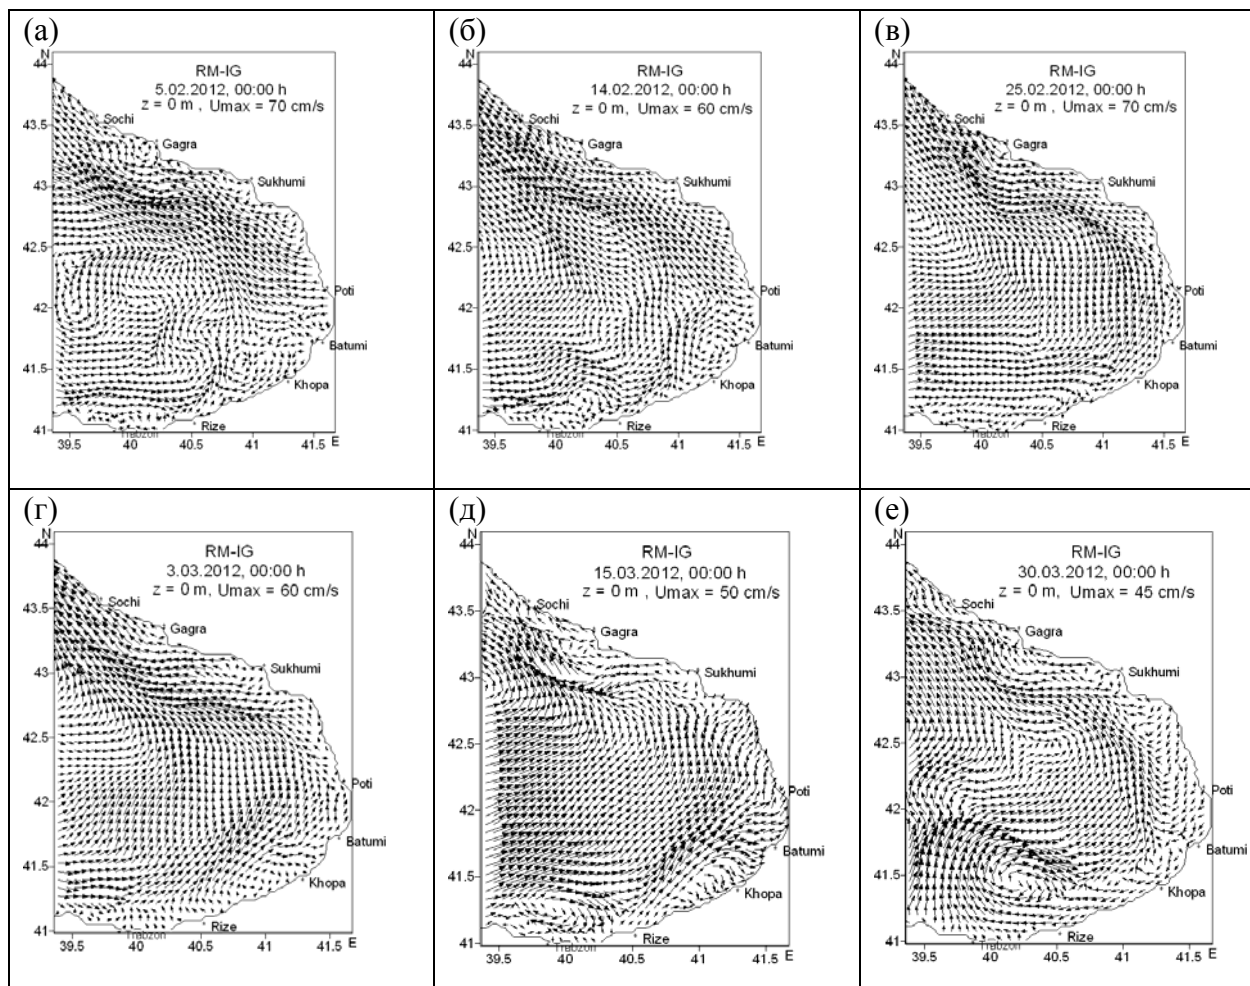 (а)
N
44
RM-IG
5.02.2012, 00:00 h
z = 0 m , Umax = 70 cm/s
43.5
Sochi
Gagra
43
Sukhumi
42.5
42
Poti
Batumi
41.5
Khopa
41
Trabzon
Rize
39.5 40 40.5 41 41.5 E
(б)
N
44
RM-IG
14.02.2012, 00:00 h
z = 0 m, Umax = 60 cm/s
43.5
Sochi
Gagra
43
Sukhumi
42.5
42
Poti
Batumi
41.5
Khopa
41
Trabzon
Rize
39.5 40 40.5 41 41.5 E
(в)
N
44
RM-IG
25.02.2012, 00:00 h
z = 0 m , Umax = 70 cm/s
43.5
Sochi
Gagra
43
Sukhumi
42.5
42
Poti
Batumi
41.5
Khopa
41
Trabzon
Rize
39.5 40 40.5 41 41.5 E
(г)
N
44
RM-IG
3.03.2012, 00:00 h
z = 0 m , Umax = 60 cm/s
43.5
Sochi
Gagra
43
Sukhumi
42.5
42
Poti
Batumi
41.5
Khopa
41
Trabzon
Rize
39.5 40 40.5 41 41.5 E
(д)
N
44
RM-IG
15.03.2012, 00:00 h
z = 0 m , Umax = 50 cm/s
43.5
Sochi
Gagra
43
Sukhumi
42.5
42
Poti
Batumi
41.5
Khopa
41
Trabzon
Rize
39.5 40 40.5 41 41.5 E
(е)
N
44
RM-IG
30.03.2012, 00:00 h
z = 0 m , Umax = 45 cm/s
43.5
Sochi
Gagra
43
Sukhumi
42.5
42
Poti
Batumi
41.5
Khopa
41
Trabzon
Rize
39.5 40 40.5 41 41.5 E